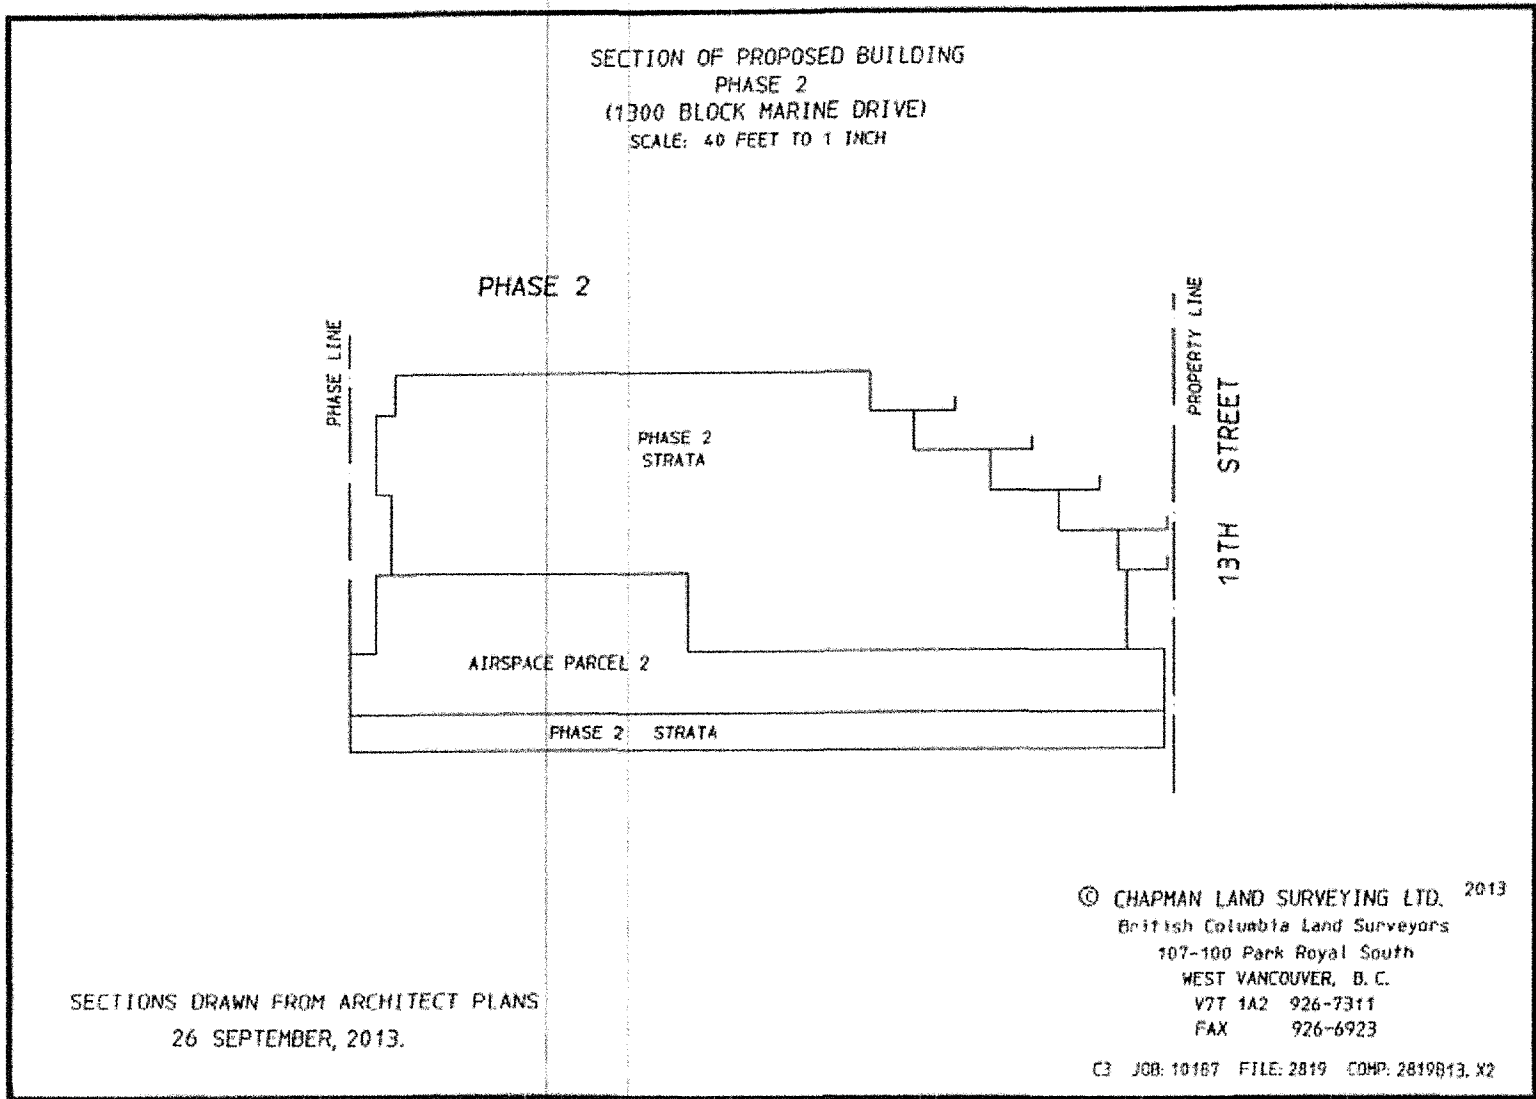 SECTION OF PROPOSED BUILDING
PHASE 2
(1300 BLOCK MARINE DRIVE)
SCALE: 40 FEET TO 1 INCH
PHASE 2
PHASE LINE
PROPERTY LINE
13TH STREET
PHASE 2
STRATA
AIRSPACE PARCEL 2
PHASE 2 STRATA
© CHAPMAN LAND SURVEYING LTD. 2013
British Columbia Land Surveyors
107-100 Park Royal South
WEST VANCOUVER, B. C.
V7T 1A2 926-7311
FAX 926-6923
SECTIONS DRAWN FROM ARCHITECT PLANS
26 SEPTEMBER, 2013.
C3 JOB: 10187 FILE: 2819 COMP: 2819B13. X2